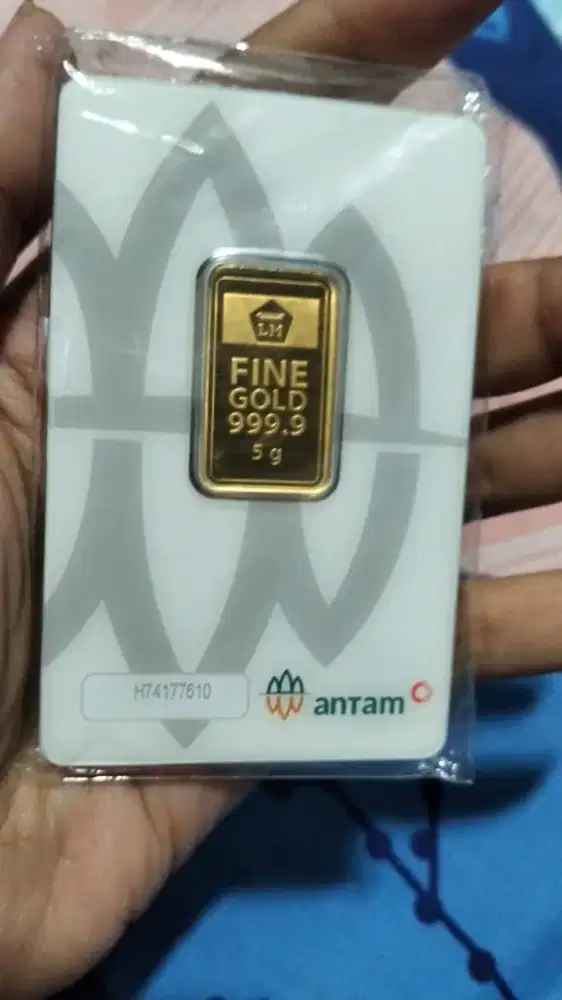 LM
FINE
GOLD
999.9
5 g
H74177610
antam